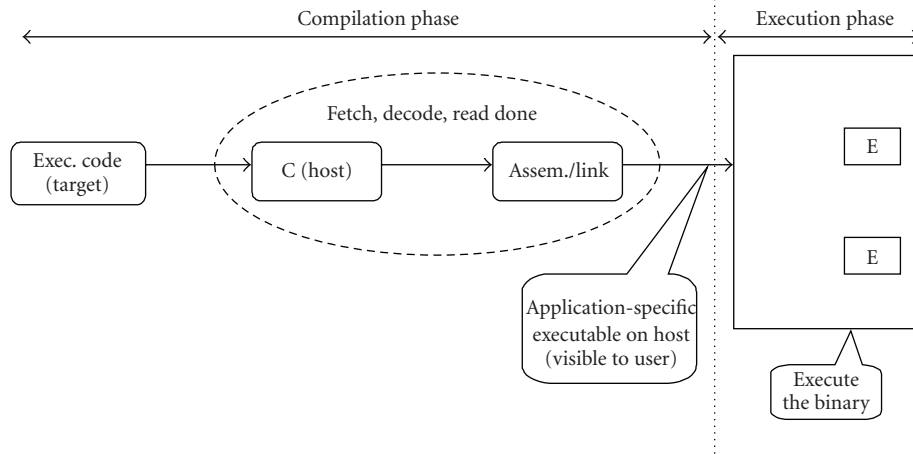 Compilation phase
Execution phase
Fetch, decode, read done
Exec. code
(target)
C (host)
Assem./link
E
E
Application-specific
executable on host
(visible to user)
Execute
the binary